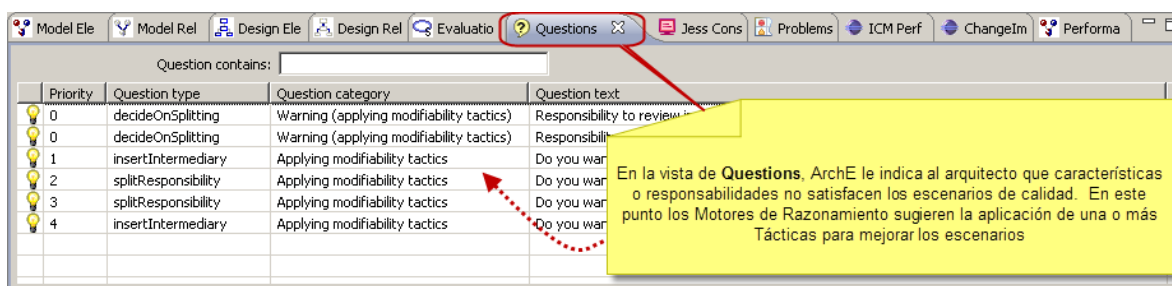 Model Ele Model Rel Design Ele Design Rel Evaluatio Questions Jess Cons Problems ICM Perf ChangeIm Performa
Question contains:
Priority Question type Question category Question text
0 decideOnSplitting Warning (applying modifiability tactics) Responsibility to review
0 decideOnSplitting Warning (applying modifiability tactics) Responsibili
1 insertIntermediary Applying modifiability tactics Do you wan
2 splitResponsibility Applying modifiability tactics Do you wan
3 splitResponsibility Applying modifiability tactics Do you wan
4 insertIntermediary Applying modifiability tactics Do you wan
En la vista de Questions, ArchE le indica al arquitecto que características
o responsabilidades no satisfacen los escenarios de calidad. En este
punto los Motores de Razonamiento sugieren la aplicación de una o más
Tácticas para mejorar los escenarios